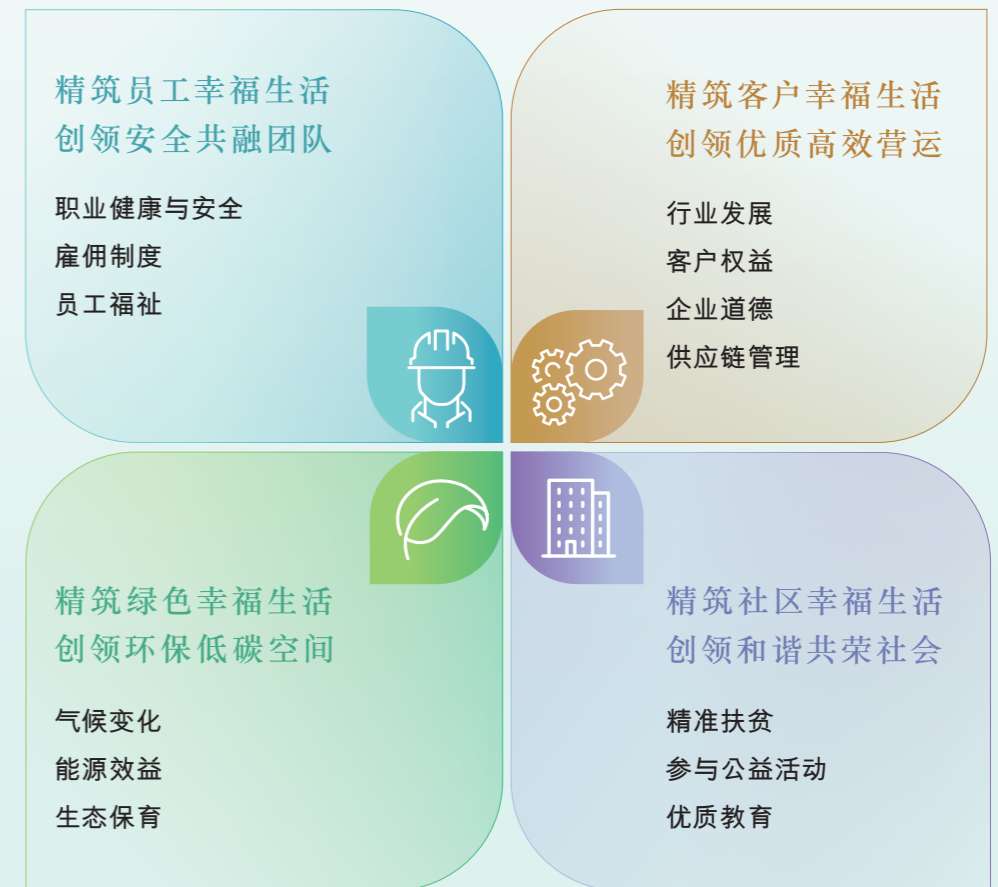 精筑员工幸福生活
创领安全共融团队
职业健康与安全
雇佣制度
员工福祉
精筑客户幸福生活
创领优质高效营运
行业发展
客户权益
企业道德
供应链管理
精筑绿色幸福生活
创领环保低碳空间
气候变化
能源效益
生态保育
精筑社区幸福生活
创领和谐共荣社会
精准扶贫
参与公益活动
优质教育